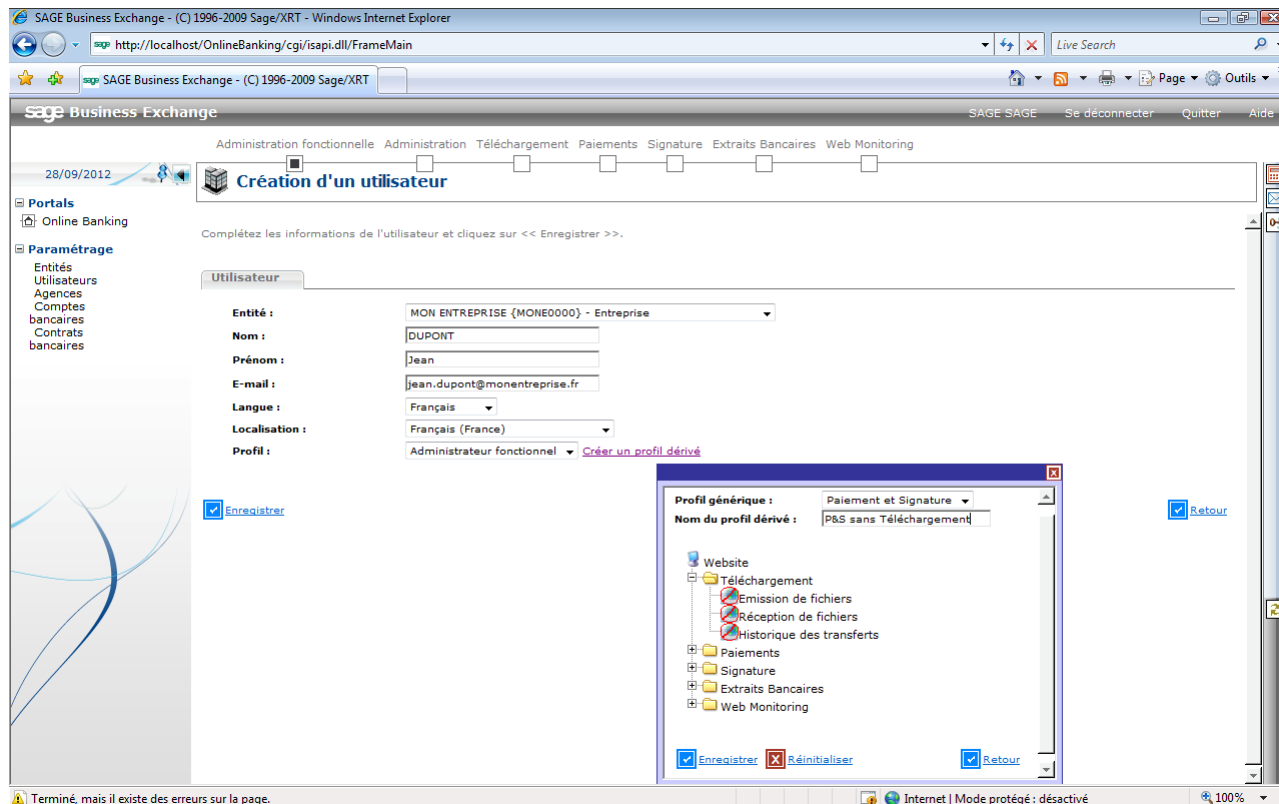 SAGE Business Exchange - (C) 1996-2009 Sage/XRT - Windows Internet Explorer
http://localhost/OnlineBanking/cgi/isapi.dll/FrameMain
Live Search
SAGE Business Exchange - (C) 1996-2009 Sage/XRT
Page
Outils
sage Business Exchange
SAGE SAGE Se déconnecter Quitter Aide
Administration fonctionnelle Administration Téléchargement Paiements Signature Extraits Bancaires Web Monitoring
28/09/2012
Création d'un utilisateur
Portals
Online Banking
Paramétrage
Entités
Utilisateurs
Agences
Comptes
bancaires
Contrats
bancaires
Complétez les informations de l'utilisateur et cliquez sur << Enregistrer >>.
Utilisateur
Entité : MON ENTREPRISE {MONE0000} - Entreprise
Nom : DUPONT
Prénom : Jean
E-mail : jean.dupont@monentreprise.fr
Langue : Français
Localisation : Français (France)
Profil : Administrateur fonctionnel Créer un profil dérivé
Enregistrer
Retour
Profil générique : Paiement et Signature
Nom du profil dérivé : P&S sans Téléchargement
Website
Téléchargement
Emission de fichiers
Réception de fichiers
Historique des transferts
Paiements
Signature
Extraits Bancaires
Web Monitoring
Enregistrer Réinitialiser Retour
Terminé, mais il existe des erreurs sur la page.
Internet | Mode protégé : désactivé
100%